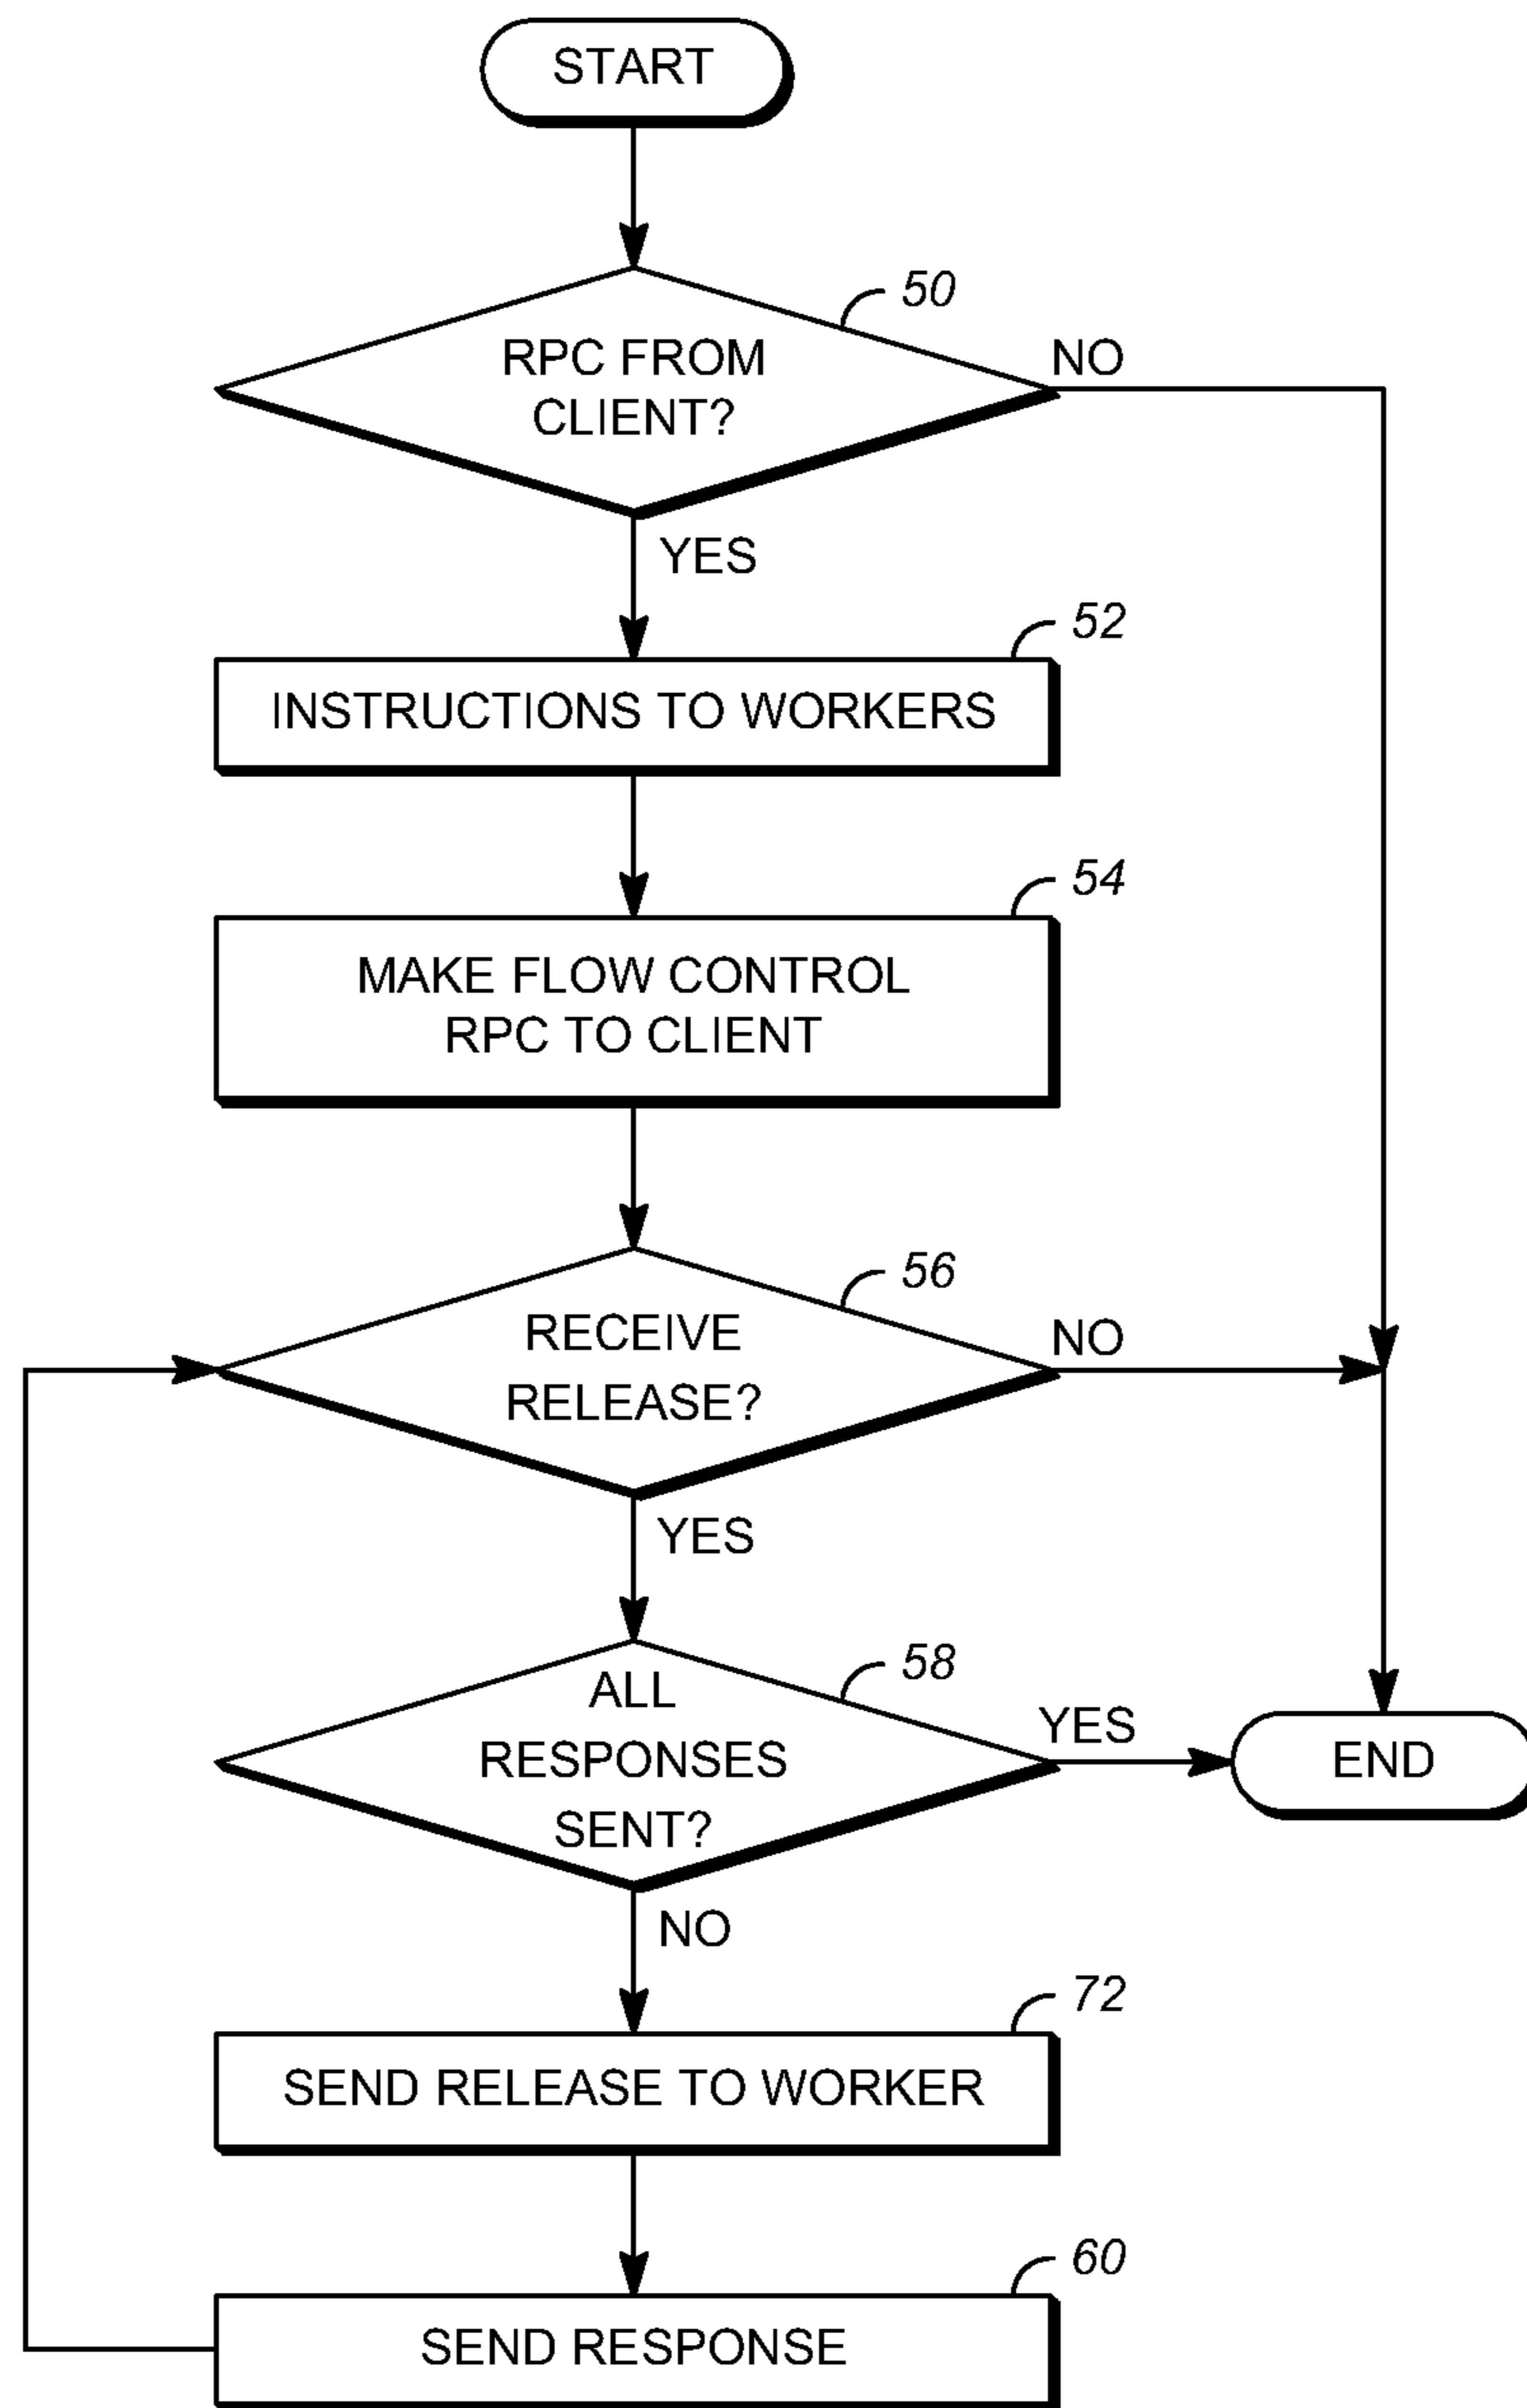 START
50
RPC FROM
CLIENT?
NO
YES
52
INSTRUCTIONS TO WORKERS
54
MAKE FLOW CONTROL
RPC TO CLIENT
56
RECEIVE
RELEASE?
NO
YES
58
ALL
RESPONSES
SENT?
YES
END
NO
72
SEND RELEASE TO WORKER
60
SEND RESPONSE